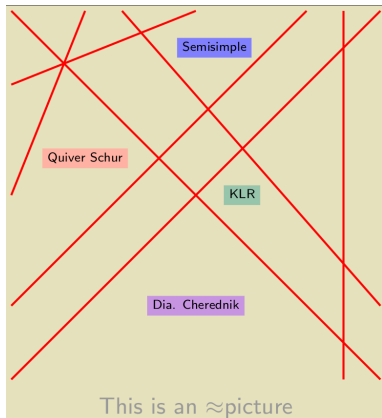 Semisimple
Quiver Schur
KLR
Dia. Cherednik
This is an ≈picture